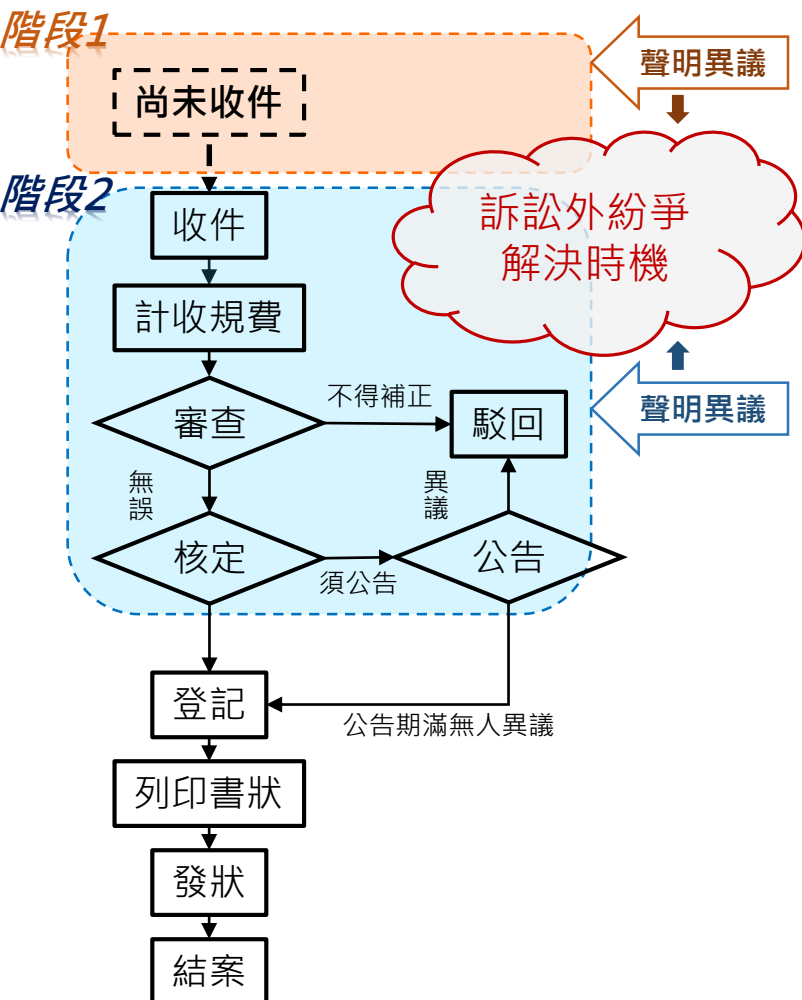 階段1
聲明異議
尚未收件
階段2
收件
訴訟外紛爭
解決時機
計收規費
審查
不得補正
駁回
聲明異議
無誤
異議
核定
須公告
公告
登記
公告期滿無人異議
列印書狀
發狀
結案